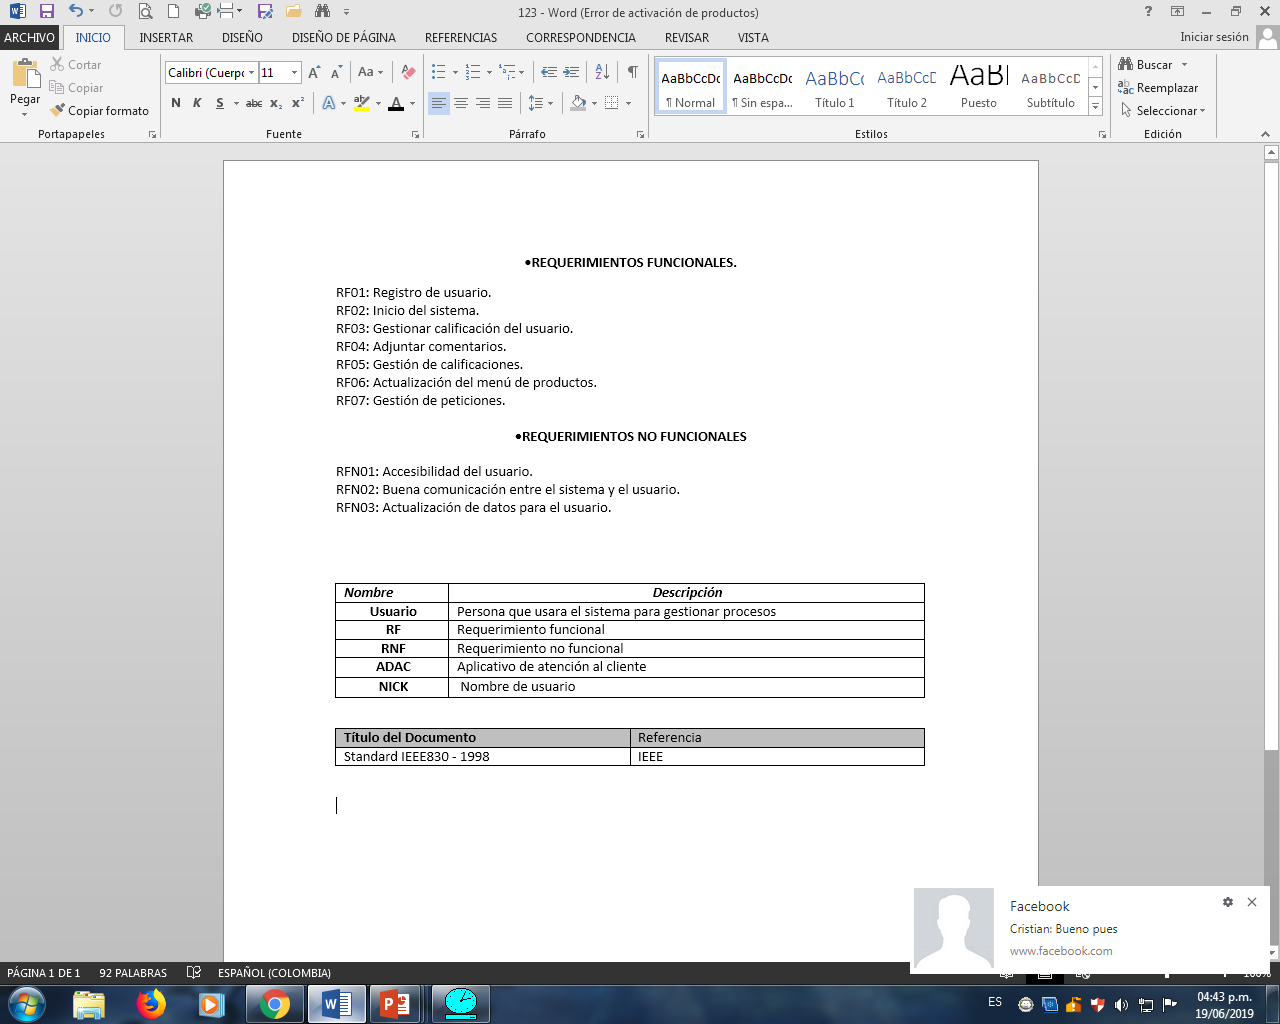 123 - Word (Error de activación de productos)
ARCHIVO INICIO INSERTAR DISEÑO DISEÑO DE PÁGINA REFERENCIAS CORRESPONDENCIA REVISAR VISTA Iniciar sesión
Pegar
Cortar
Copiar
Copiar formato
Portapapeles
Calibri (Cuerpo 11
N K S abc x₂ x²
Fuente
Párrafo
AaBbCcDc AaBbCcDc AaBbCc AaBbCcD AaB AaBbCcD
¶ Normal ¶ Sin espa... Título 1 Título 2 Puesto Subtítulo
Estilos
Buscar
Reemplazar
Seleccionar
Edición
•REQUERIMIENTOS FUNCIONALES.
RF01: Registro de usuario.
RF02: Inicio del sistema.
RF03: Gestionar calificación del usuario.
RF04: Adjuntar comentarios.
RF05: Gestión de calificaciones.
RF06: Actualización del menú de productos.
RF07: Gestión de peticiones.
•REQUERIMIENTOS NO FUNCIONALES
RFN01: Accesibilidad del usuario.
RFN02: Buena comunicación entre el sistema y el usuario.
RFN03: Actualización de datos para el usuario.
Nombre Descripción
Usuario Persona que usara el sistema para gestionar procesos
RF Requerimiento funcional
RNF Requerimiento no funcional
ADAC Aplicativo de atención al cliente
NICK Nombre de usuario
Título del Documento Referencia
Standard IEEE830 - 1998 IEEE
Facebook
Cristian: Bueno pues
www.facebook.com
PÁGINA 1 DE 1 92 PALABRAS ESPAÑOL (COLOMBIA)
ES
04:43 p.m.
19/06/2019